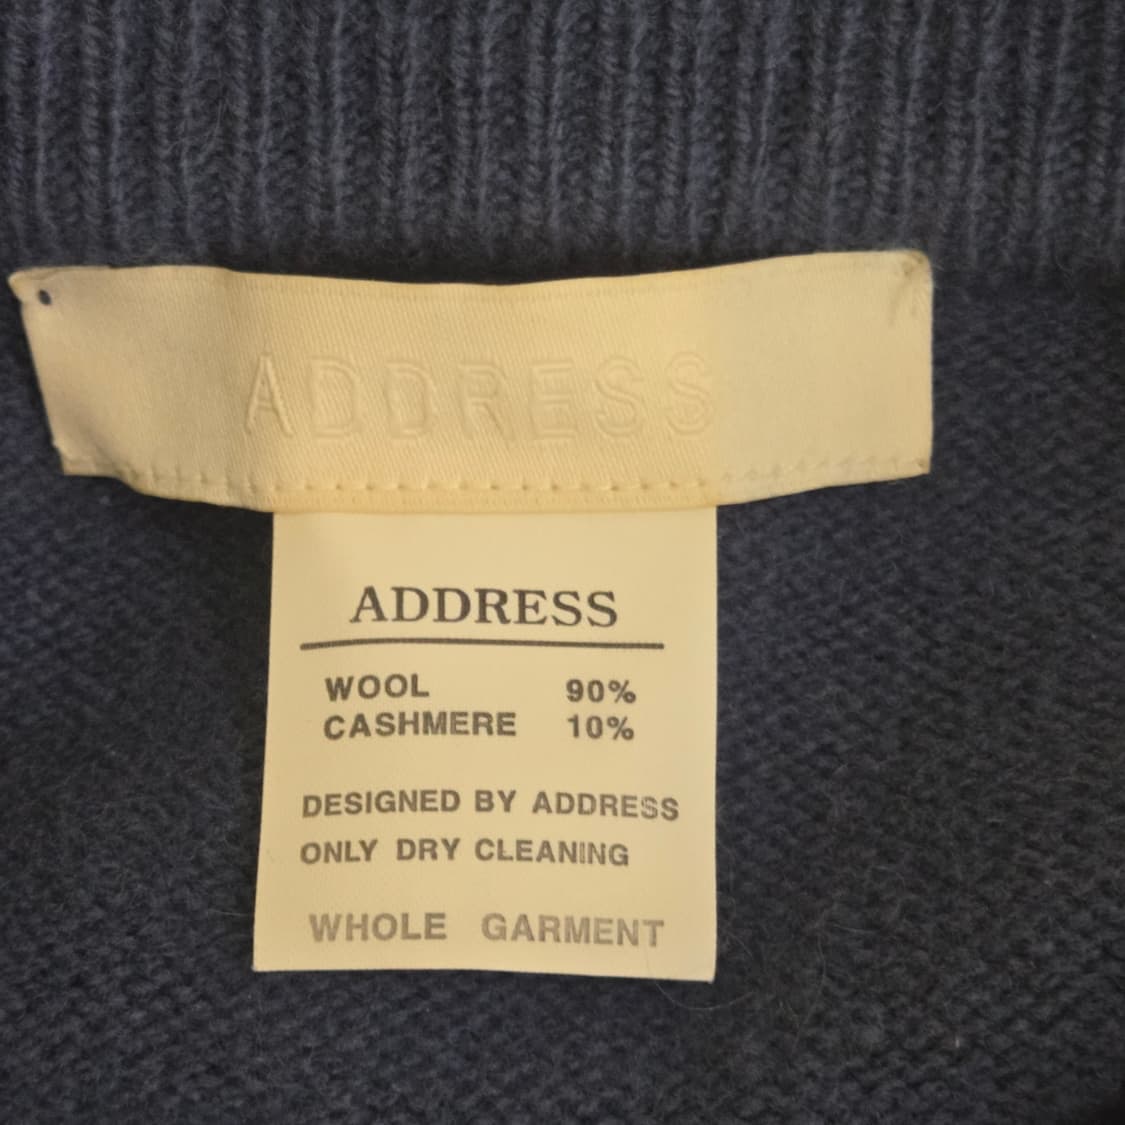 ADDRESS
ADDRESS
WOOL 90%
CASHMERE 10%
DESIGNED BY ADDRESS
ONLY DRY CLEANING
WHOLE GARMENT